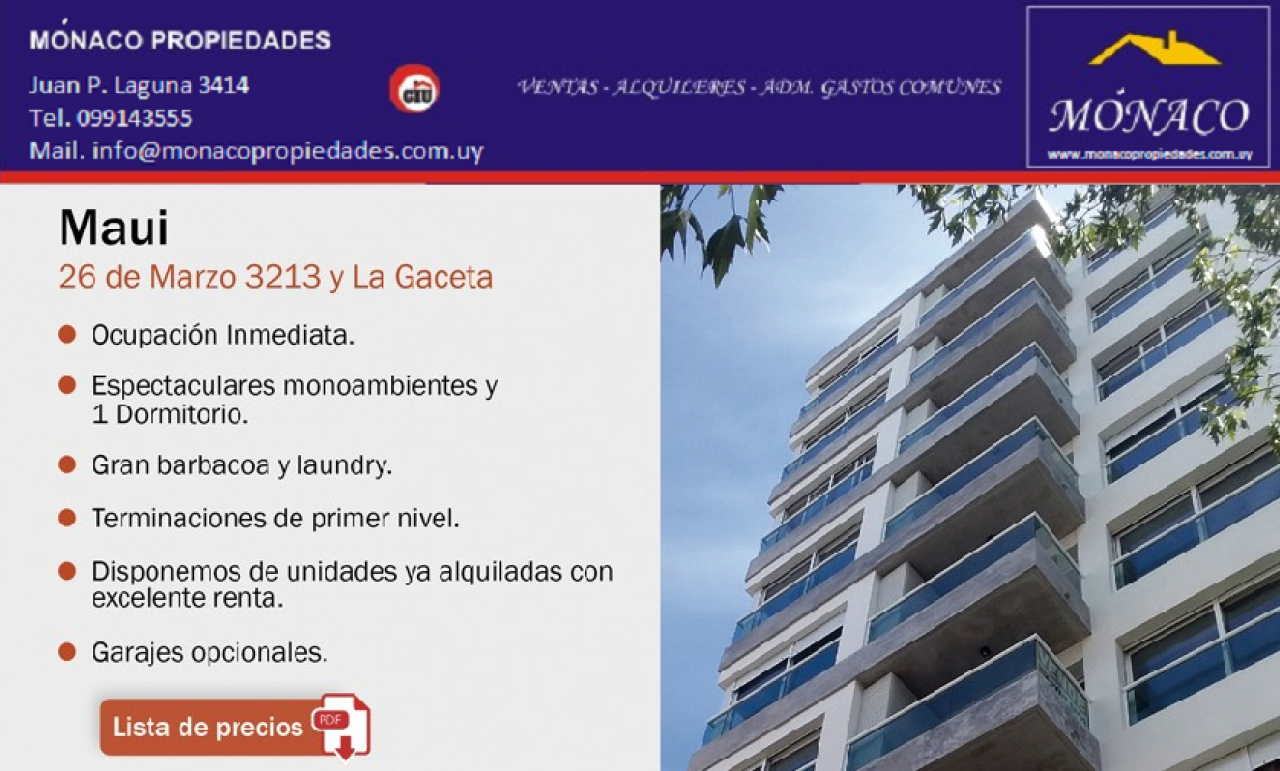 MÓNACO PROPIEDADES
Juan P. Laguna 3414
Tel. 099143555
Mail. info@monacopropiedades.com.uy
CIU
VENTAS - ALQUILERES - ADM. GASTOS COMUNES
MÓNACO
www.monacopropiedades.com.uy
Maui
26 de Marzo 3213 y La Gaceta
Ocupación Inmediata.
Espectaculares monoambientes y
1 Dormitorio.
Gran barbacoa y laundry.
Terminaciones de primer nivel.
Disponemos de unidades ya alquiladas con
excelente renta.
Garajes opcionales.
Lista de precios
PDF